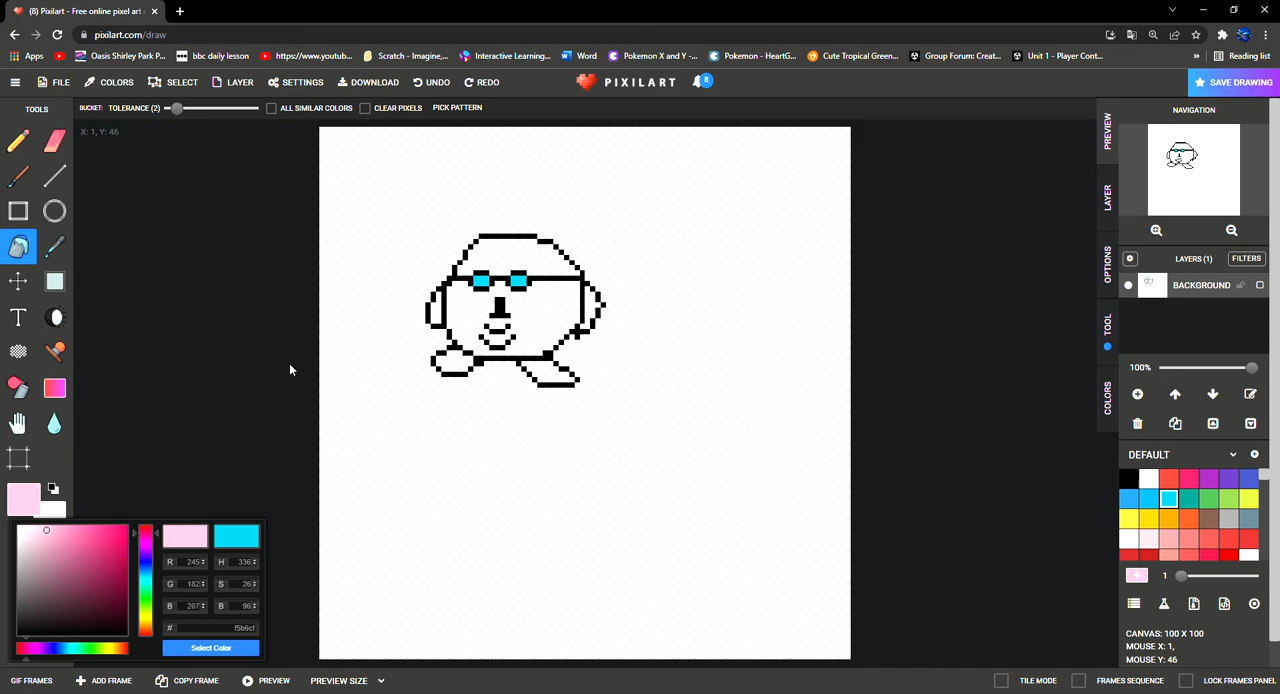 (8) Pixilart - Free online pixel art
pixilart.com/draw
Apps Oasis Shirley Park P... bbc daily lesson https://www.youtub... Scratch - Imagine,... Interactive Learning... Word Pokemon X and Y -... Pokemon - HeartG... Cute Tropical Green... Group Forum: Creat... Unit 1 - Player Cont... » Reading list
FILE COLORS SELECT LAYER SETTINGS DOWNLOAD UNDO REDO PIXILART 8 SAVE DRAWING
TOOLS BUCKET: TOLERANCE (2) ALL SIMILAR COLORS CLEAR PIXELS PICK PATTERN NAVIGATION
X: 1, Y: 46
PREVIEW
LAYER
OPTIONS
TOOL
COLORS
LAYERS (1) FILTERS
BACKGROUND
100%
DEFAULT
T
R 245 H 336
G 182 S 26
B 207 B 96
# f5b6cf
Select Color
1
CANVAS: 100 X 100
MOUSE X: 1,
MOUSE Y: 46
GIF FRAMES ADD FRAME COPY FRAME PREVIEW PREVIEW SIZE TILE MODE FRAMES SEQUENCE LOCK FRAMES PANEL